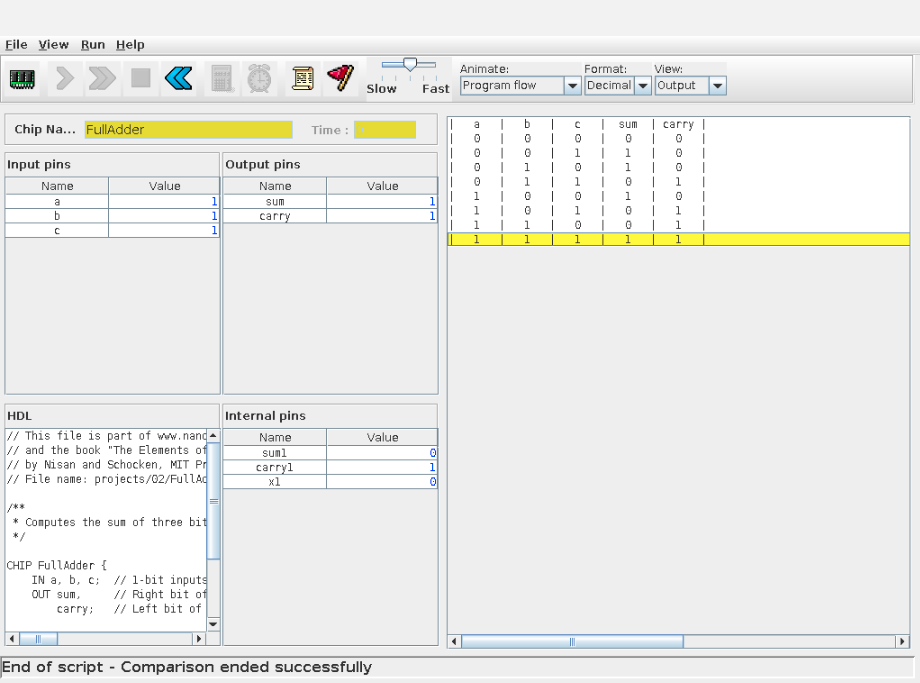 File View Run Help
Slow Fast
Animate: Format: View:
Program flow Decimal Output
Chip Na... FullAdder Time :
Input pins
Name Value
a 1
b 1
c 1
Output pins
Name Value
sum 1
carry 1
HDL
// This file is part of www.nand
// and the book "The Elements of
// by Nisan and Schocken, MIT Pr
// File name: projects/02/FullAd
/**
* Computes the sum of three bit
*/
CHIP FullAdder {
IN a, b, c; // 1-bit inputs
OUT sum, // Right bit of
carry; // Left bit of
Internal pins
Name Value
sum1 0
carry1 1
x1 0
| a | b | c | sum | carry |
| 0 | 0 | 0 | 0 | 0 |
| 0 | 0 | 1 | 1 | 0 |
| 0 | 1 | 0 | 1 | 0 |
| 0 | 1 | 1 | 0 | 1 |
| 1 | 0 | 0 | 1 | 0 |
| 1 | 0 | 1 | 0 | 1 |
| 1 | 1 | 0 | 0 | 1 |
| 1 | 1 | 1 | 1 | 1 |
End of script - Comparison ended successfully